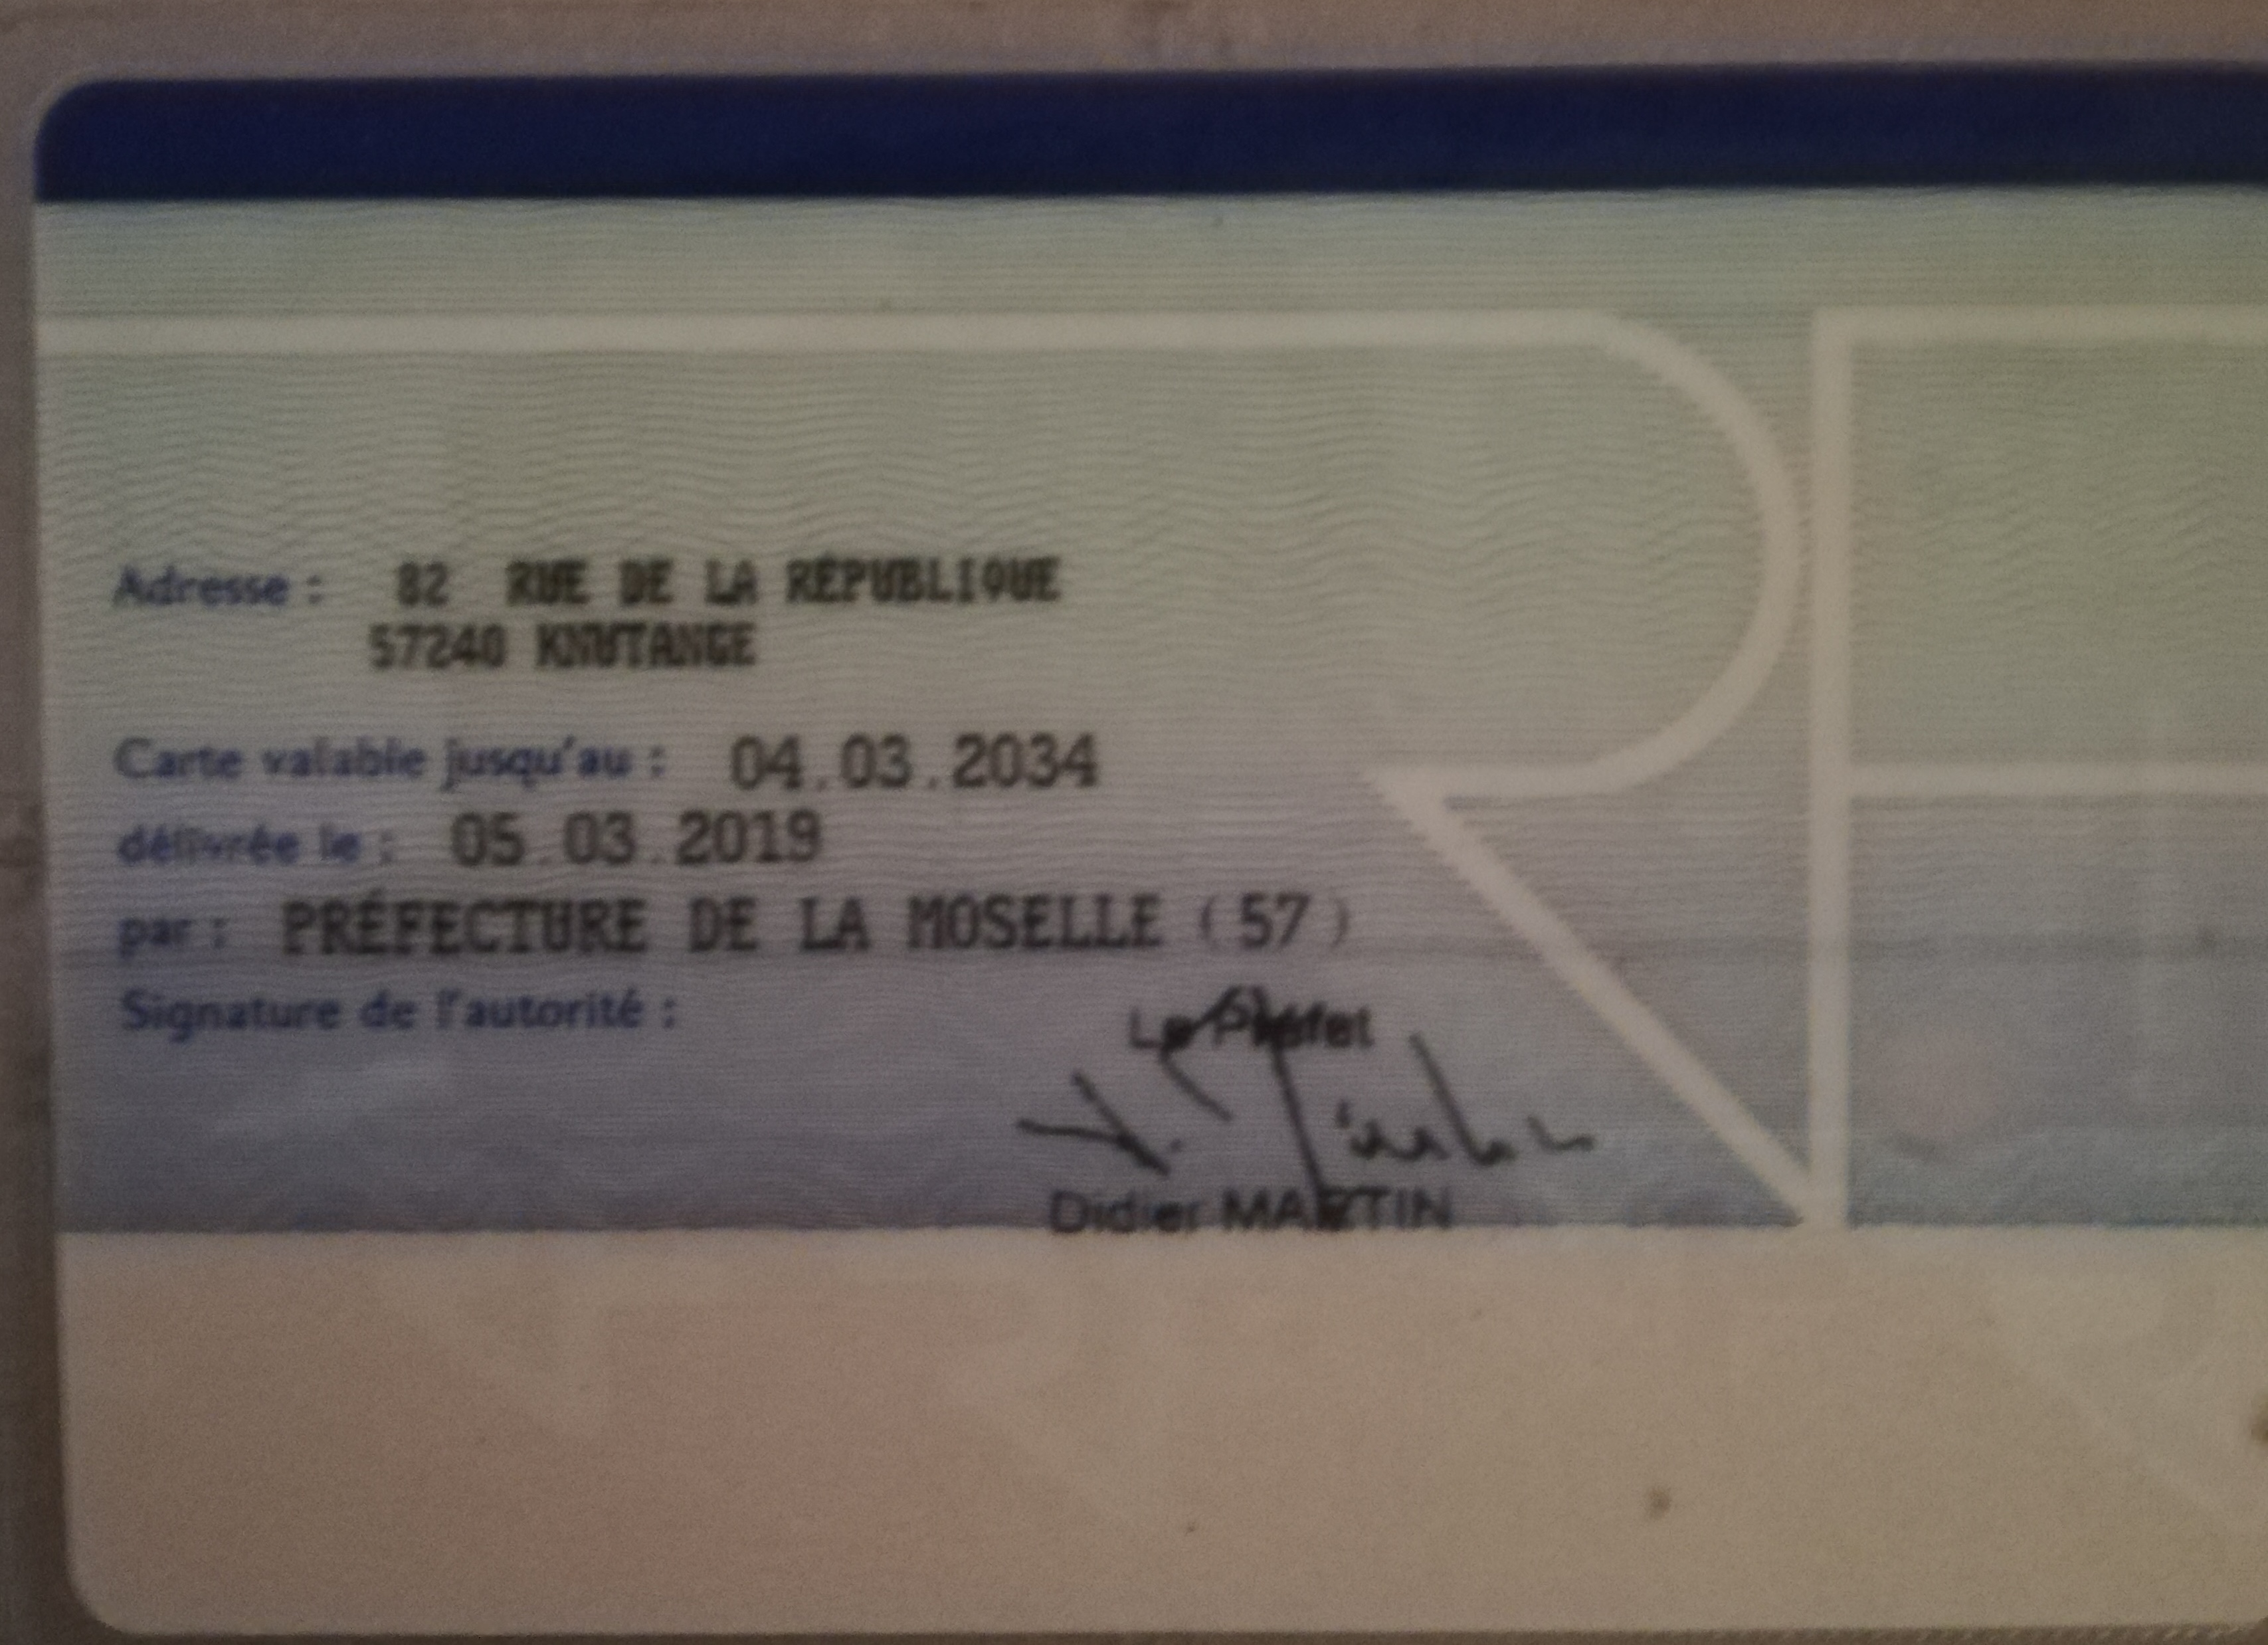 Adresse : 82 RUE DE LA RÉPUBLIQUE
57240 KNUTANGE
Carte valable jusqu'au : 04.03.2034
délivrée le : 05.03.2019
par : PRÉFECTURE DE LA MOSELLE (57)
Signature de l'autorité :
Le Préfet
Didier MARTIN